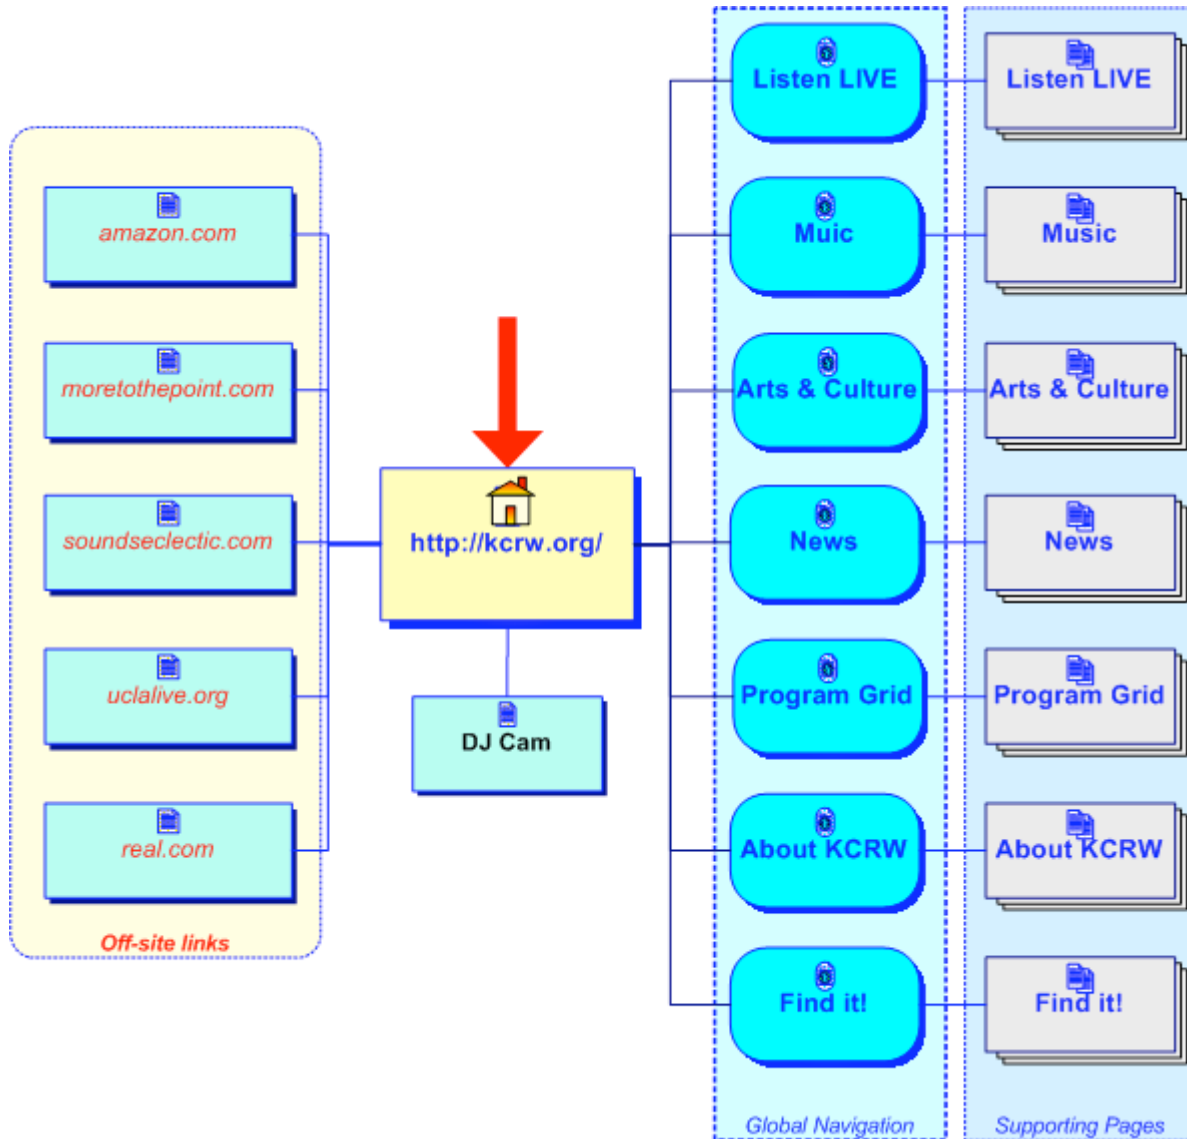 amazon.com
moretothepoint.com
soundseclectic.com
uclalive.org
real.com
Off-site links
http://kcrw.org/
DJ Cam
Listen LIVE
Muic
Arts & Culture
News
Program Grid
About KCRW
Find it!
Global Navigation
Listen LIVE
Music
Arts & Culture
News
Program Grid
About KCRW
Find it!
Supporting Pages